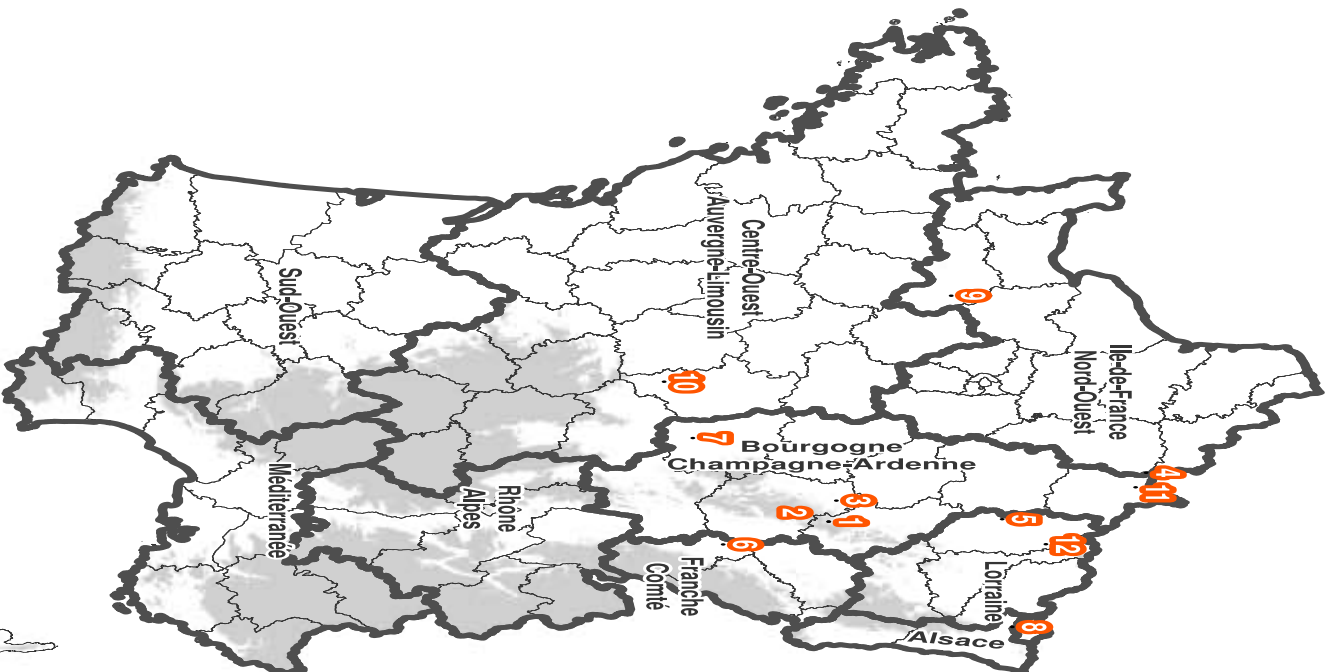 Ile-de-France
Nord-Ouest
4
11
5
12
Lorraine
8
Alsace
9
Centre-Ouest
Auvergne-Limousin
10
7
Bourgogne
Champagne-Ardenne
3
1
2
6
Franche
Comté
Rhône
Alpes
Sud-Ouest
Méditerranée